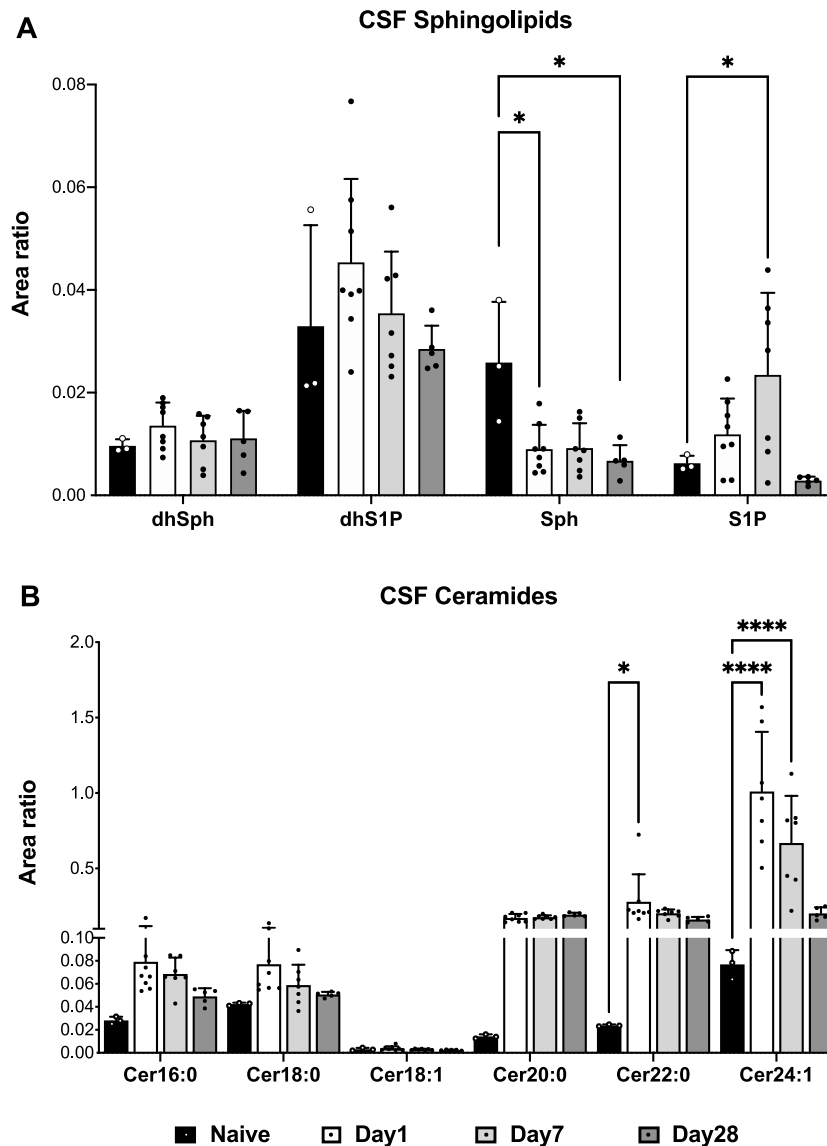 A
CSF Sphingolipids
Area ratio
0.08
0.06
0.04
0.02
0.00
*
*
*
dhSph dhS1P Sph S1P
B
CSF Ceramides
Area ratio
2.0
1.5
1.0
0.5
0.10
0.08
0.06
0.04
0.02
0.00
*
****
****
Cer16:0 Cer18:0 Cer18:1 Cer20:0 Cer22:0 Cer24:1
Naive Day1 Day7 Day28